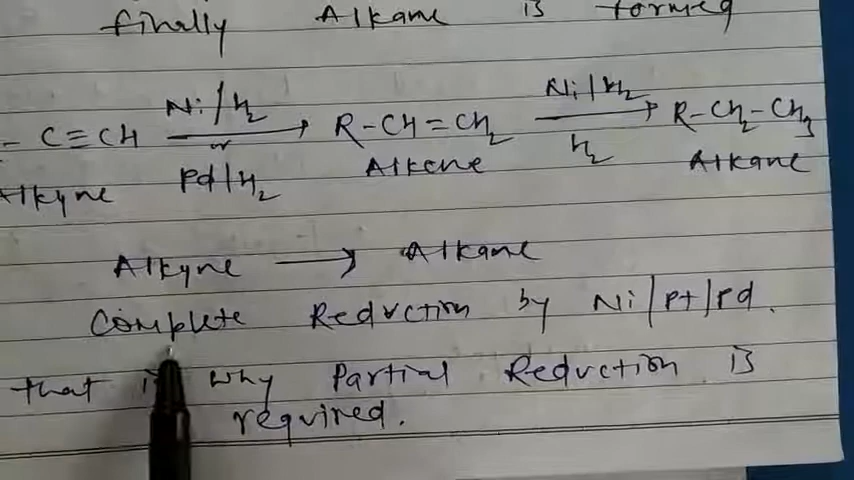 finally Alkane is formed
Ni/H2 Ni/H2
- C≡CH → R-CH=CH2 → R-CH2-CH3
or H2
Alkyne Pd/H2 Alkene Alkane
Alkyne → Alkane
Complete Reduction by Ni/Pt/Pd.
that is why Partial Reduction is
required.